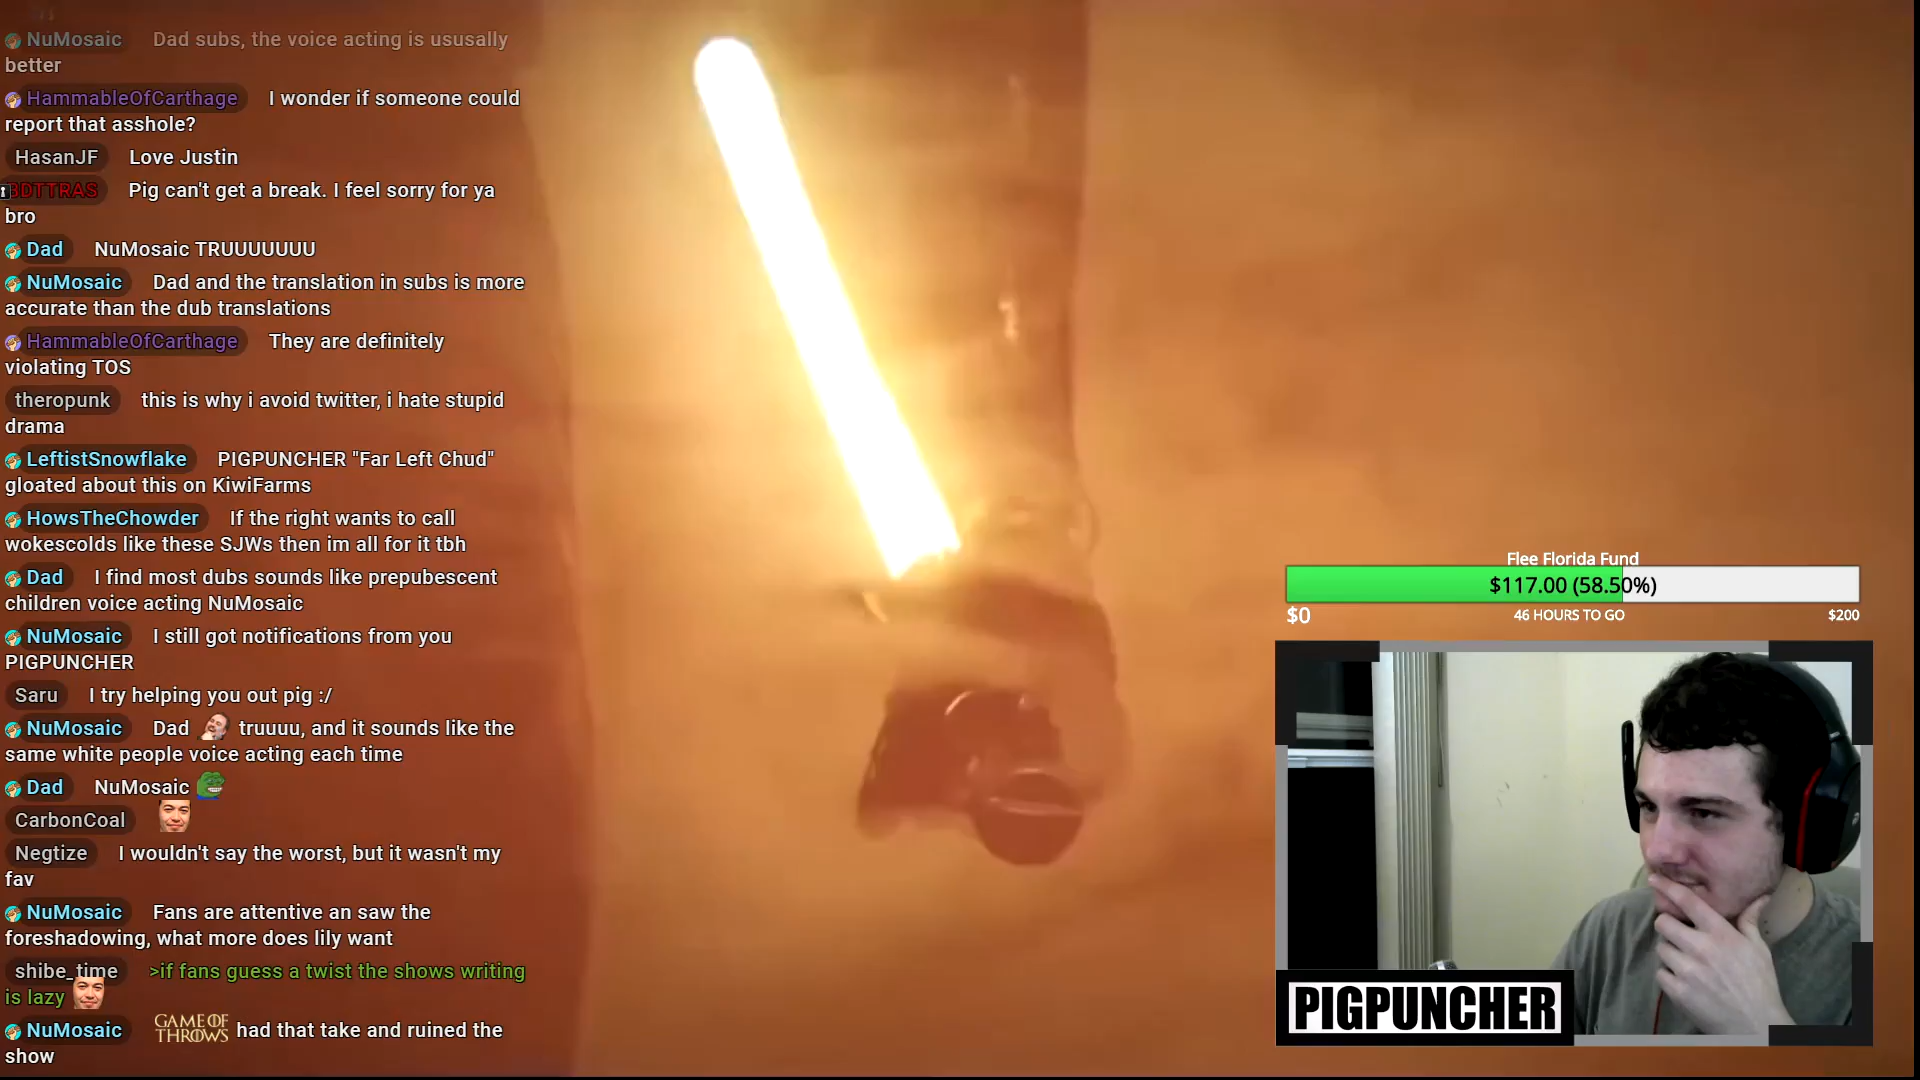 NuMosaic Dad subs, the voice acting is ususally
better
HammableOfCarthage I wonder if someone could
report that asshole?
HasanJF Love Justin
BDTTRAS Pig can't get a break. I feel sorry for ya
bro
Dad NuMosaic TRUUUUUUU
NuMosaic Dad and the translation in subs is more
accurate than the dub translations
HammableOfCarthage They are definitely
violating TOS
theropunk this is why i avoid twitter, i hate stupid
drama
LeftistSnowflake PIGPUNCHER "Far Left Chud"
gloated about this on KiwiFarms
HowsTheChowder If the right wants to call
wokescolds like these SJWs then im all for it tbh
Dad I find most dubs sounds like prepubescent
children voice acting NuMosaic
NuMosaic I still got notifications from you
PIGPUNCHER
Saru I try helping you out pig :/
NuMosaic Dad truuuu, and it sounds like the
same white people voice acting each time
Dad NuMosaic
CarbonCoal
Negtize I wouldn't say the worst, but it wasn't my
fav
NuMosaic Fans are attentive an saw the
foreshadowing, what more does lily want
shibe_time >if fans guess a twist the shows writing
is lazy
NuMosaic GAME OF THROWS had that take and ruined the
show
Flee Florida Fund
$117.00 (58.50%)
$0 46 HOURS TO GO $200
PIGPUNCHER